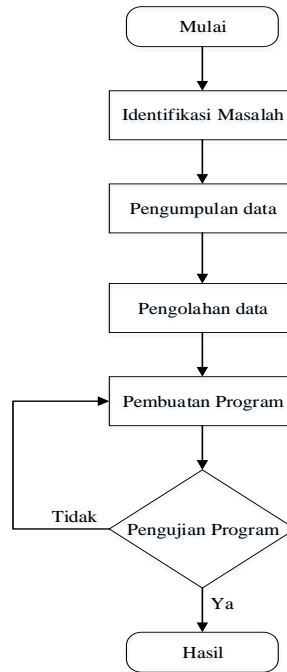 Mulai
Identifikasi Masalah
Pengumpulan data
Pengolahan data
Pembuatan Program
Tidak
Pengujian Program
Ya
Hasil